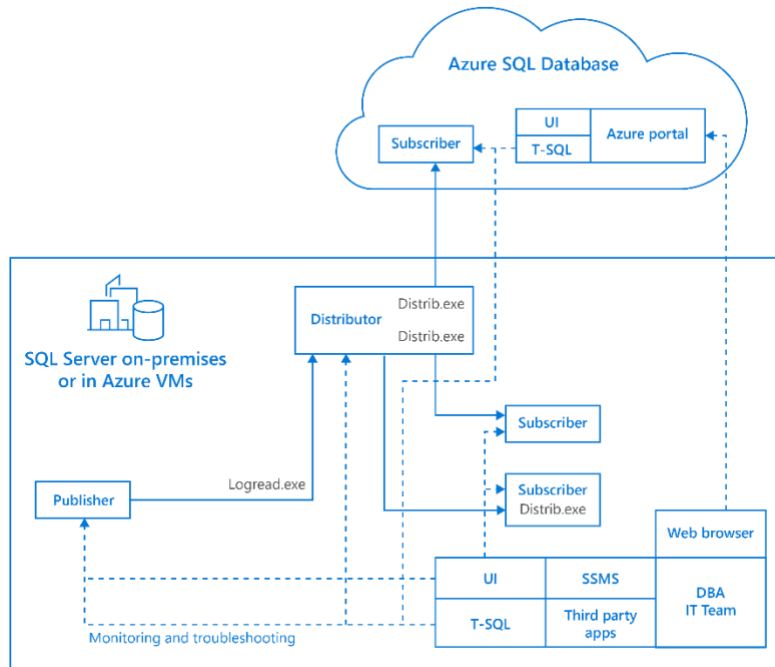 Azure SQL Database
UI
Azure portal
T-SQL
Subscriber
Distrib.exe
Distributor
Distrib.exe
SQL Server on-premises
or in Azure VMs
Subscriber
Logread.exe
Publisher
Subscriber
Distrib.exe
Web browser
UI
SSMS
DBA
IT Team
T-SQL
Third party
apps
Monitoring and troubleshooting